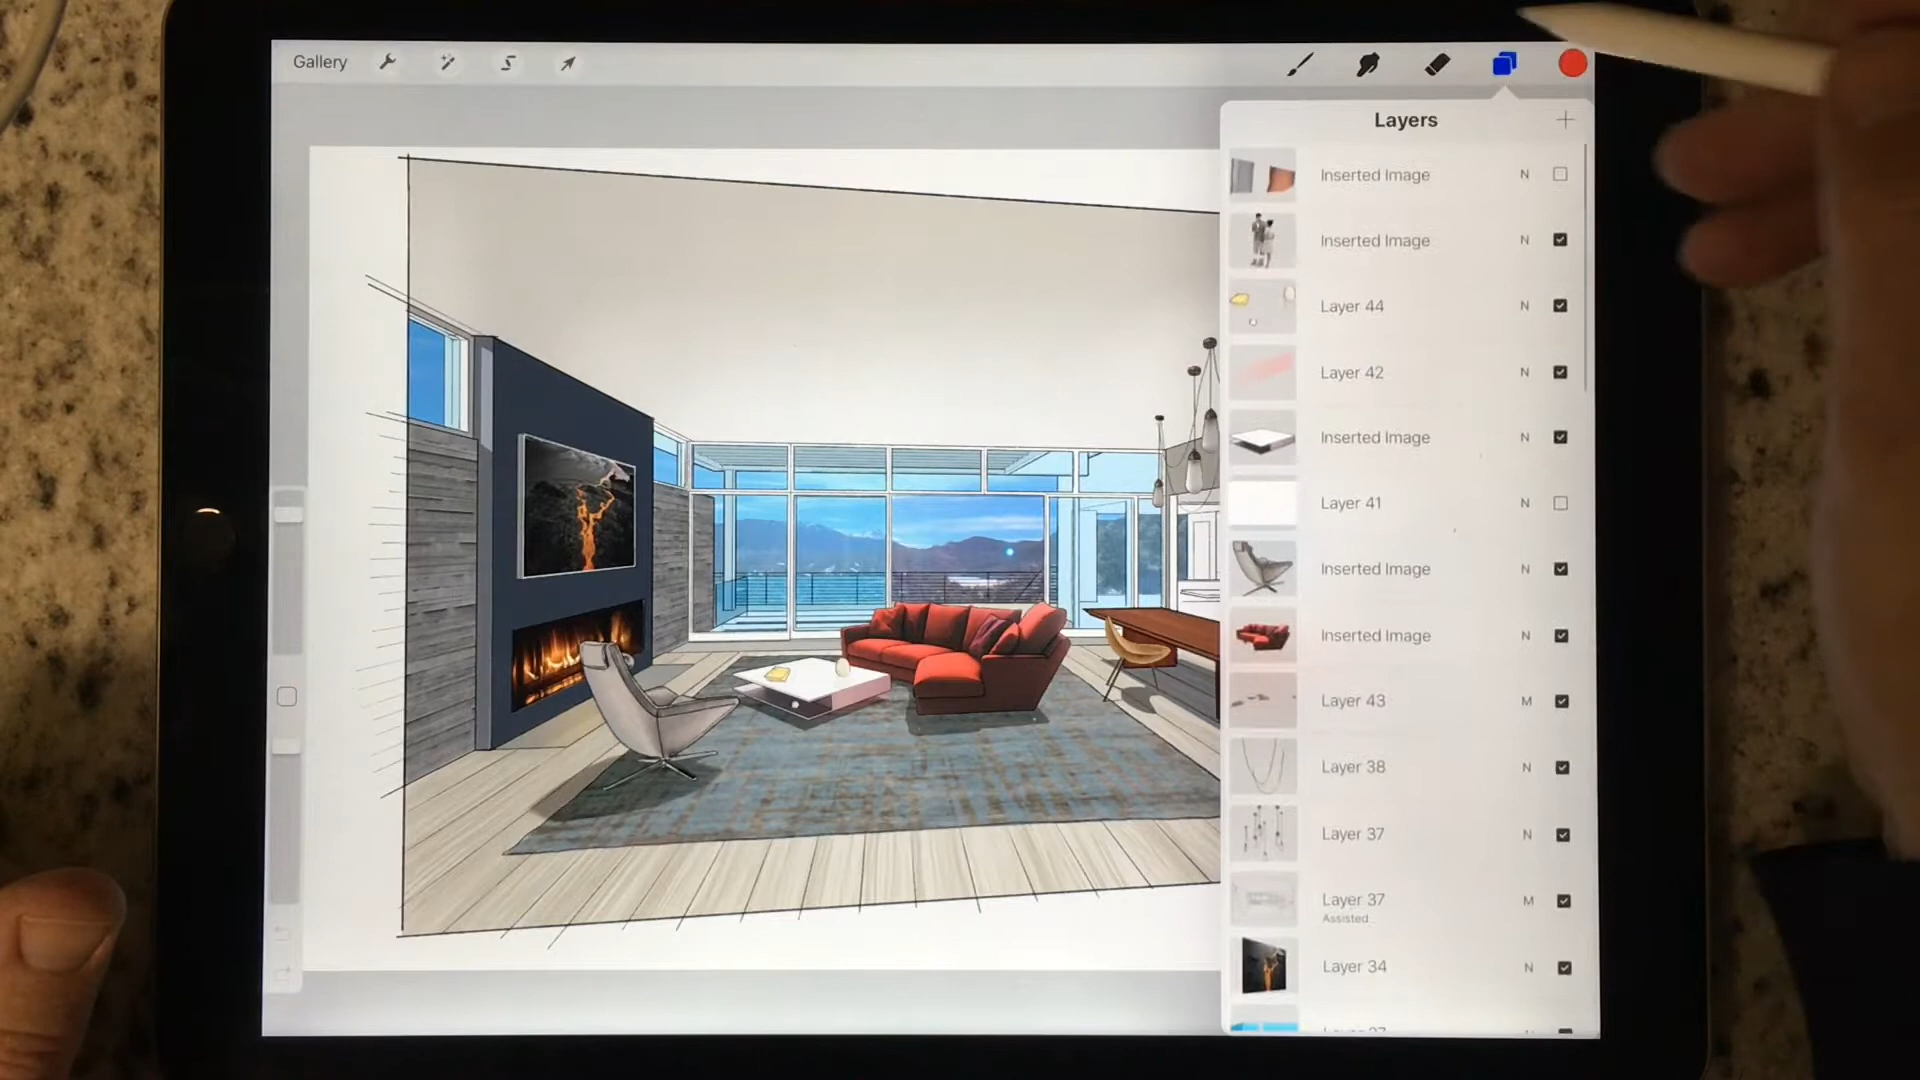 Gallery
Layers
Inserted Image N
Inserted Image N
Layer 44 N
Layer 42 N
Inserted Image N
Layer 41 N
Inserted Image N
Inserted Image N
Layer 43 M
Layer 38 N
Layer 37 N
Layer 37 M
Assisted
Layer 34 N